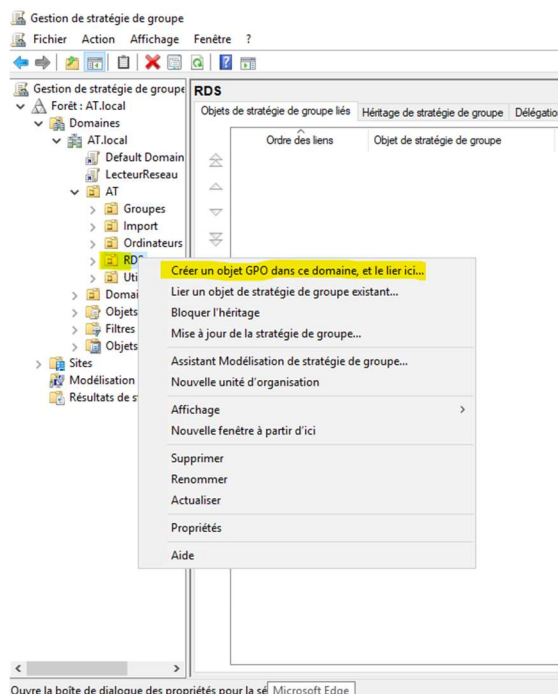 Gestion de stratégie de groupe
Fichier Action Affichage Fenêtre ?
Gestion de stratégie de groupe
Forêt : AT.local
Domaines
AT.local
Default Domain
LecteurReseau
AT
Groupes
Import
Ordinateurs
RDS
Uti
Domai
Objets
Filtres
Objets
Sites
Modélisation
Résultats de s
RDS
Objets de stratégie de groupe liés Héritage de stratégie de groupe Délégatio
Ordre des liens Objet de stratégie de groupe
Créer un objet GPO dans ce domaine, et le lier ici...
Lier un objet de stratégie de groupe existant...
Bloquer l'héritage
Mise à jour de la stratégie de groupe...
Assistant Modélisation de stratégie de groupe...
Nouvelle unité d'organisation
Affichage
Nouvelle fenêtre à partir d'ici
Supprimer
Renommer
Actualiser
Propriétés
Aide
Ouvre la boîte de dialogue des propriétés pour la sé
Microsoft Edge